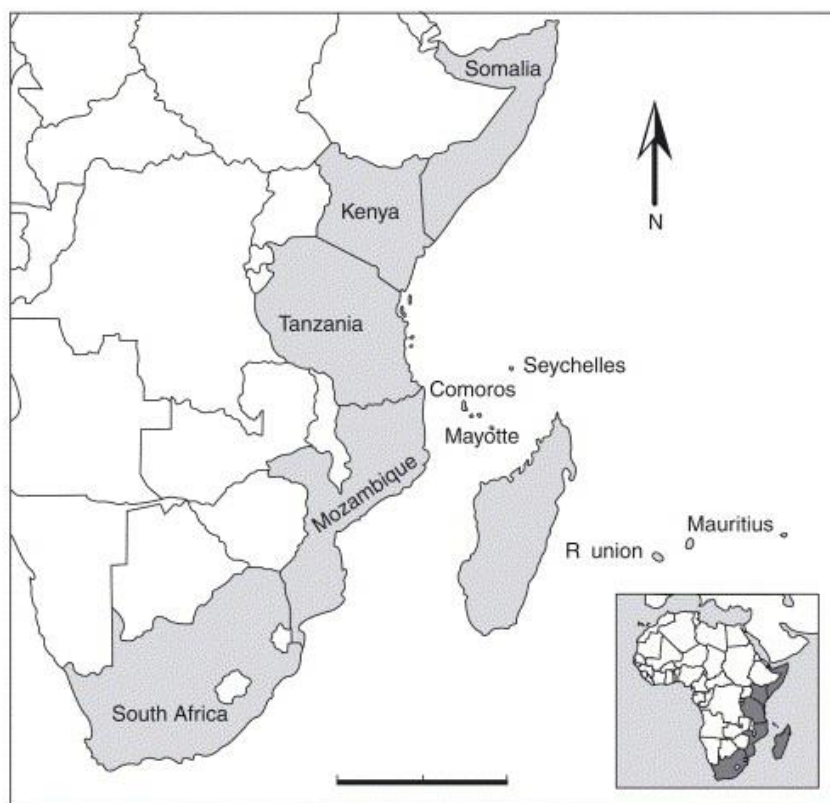 Somalia
Kenya
N
Tanzania
Seychelles
Comoros
Mayotte
Mozambique
Mauritius
R union
South Africa